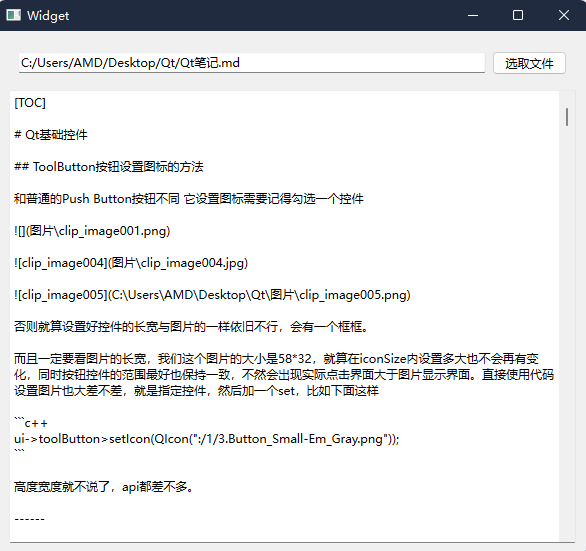 Widget
C:/Users/AMD/Desktop/Qt/Qt笔记.md
选取文件
[TOC]
# Qt基础控件
## ToolButton按钮设置图标的方法
和普通的Push Button按钮不同 它设置图标需要记得勾选一个控件
![](图片\clip_image001.png)
![clip_image004](图片\clip_image004.jpg)
![clip_image005](C:\Users\AMD\Desktop\Qt\图片\clip_image005.png)
否则就算设置好控件的长宽与图片的一样依旧不行，会有一个框框。
而且一定要看图片的长宽，我们这个图片的大小是58*32，就算在iconSize内设置多大也不会再有变
化，同时按钮控件的范围最好也保持一致，不然会出现实际点击界面大于图片显示界面。直接使用代码
设置图片也大差不差，就是指定控件，然后加一个set，比如下面这样
```c++
ui->toolButton>setIcon(QIcon(":/1/3.Button_Small-Em_Gray.png"));
```
高度宽度就不说了，api都差不多。
------